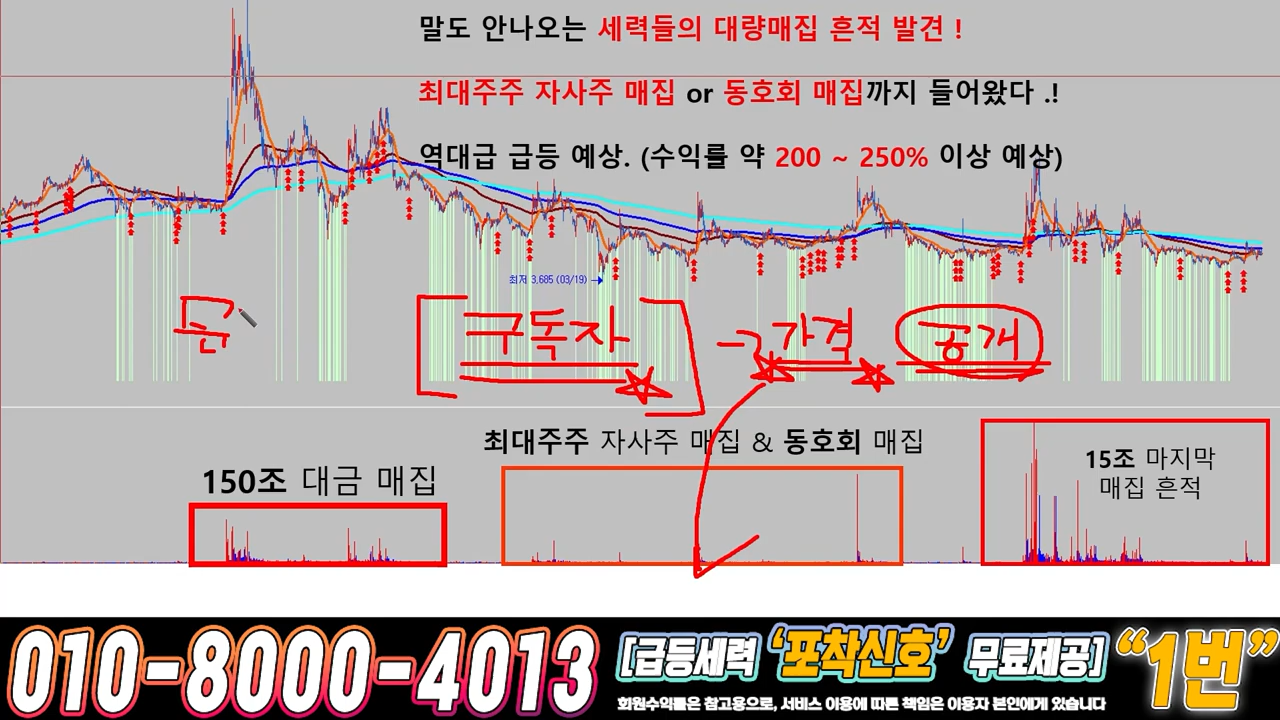 말도 안나오는 세력들의 대량매집 흔적 발견 !
최대주주 자사주 매집 or 동호회 매집까지 들어왔다 .!
역대급 급등 예상. (수익률 약 200 ~ 250% 이상 예상)
최저 3,685 (03/19)
구독자 가격 공개
최대주주 자사주 매집 & 동호회 매집
150조 대금 매집
15조 마지막
매집 흔적
010-8000-4013
[급등세력 '포착신호' 무료제공] "1번"
회원수익률은 참고용으로, 서비스 이용에 따른 책임은 이용자 본인에게 있습니다